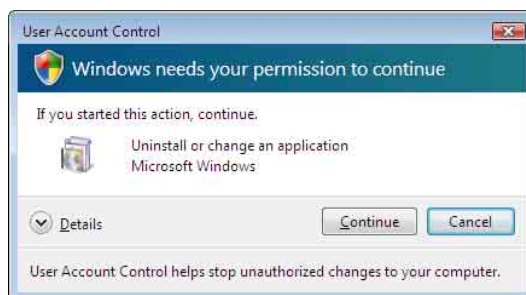 User Account Control
Windows needs your permission to continue
If you started this action, continue.
Uninstall or change an application
Microsoft Windows
Details
Continue
Cancel
User Account Control helps stop unauthorized changes to your computer.